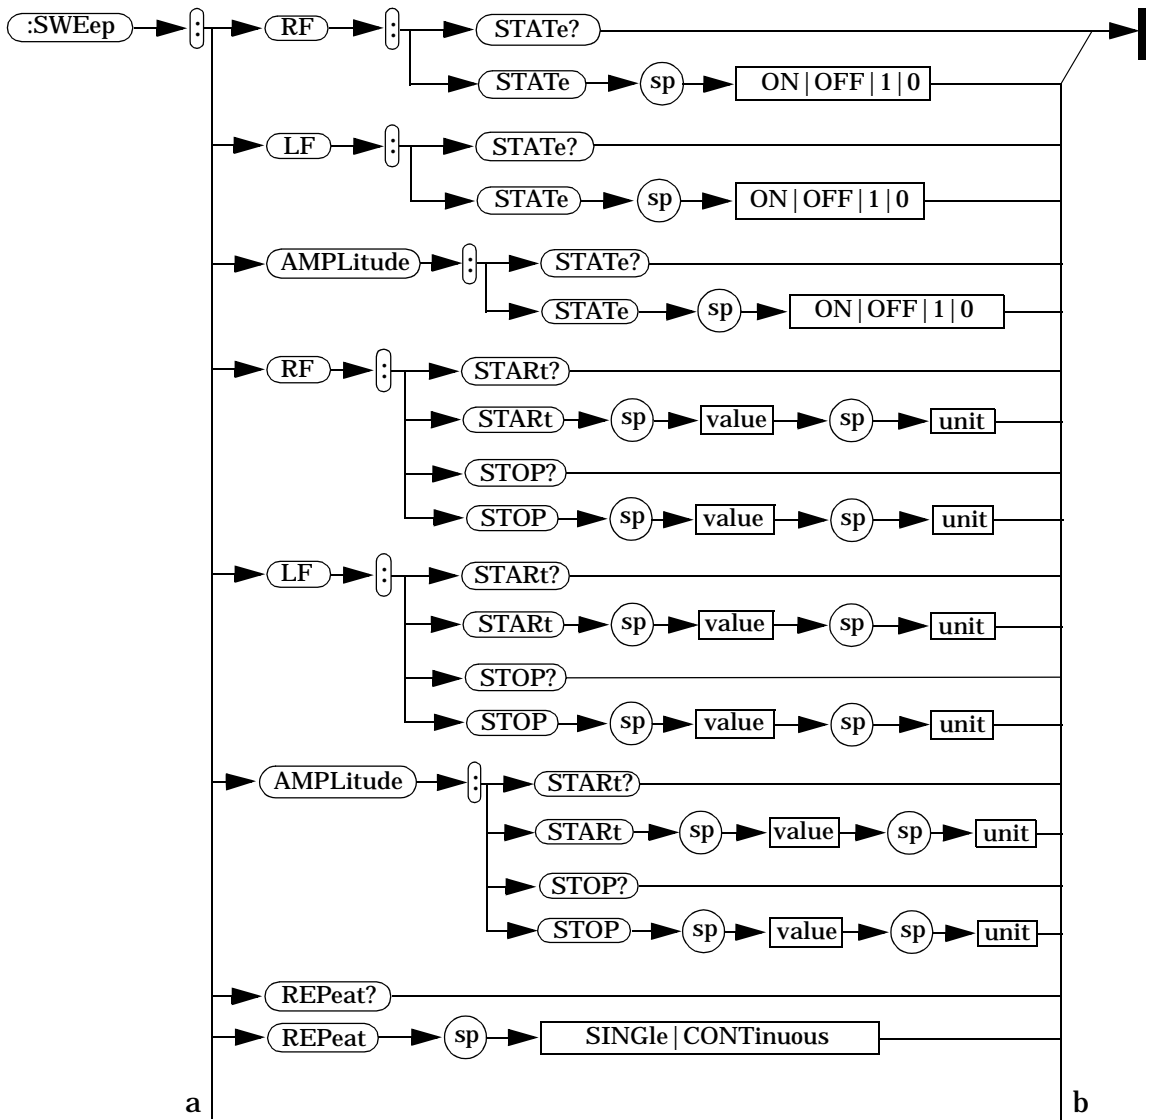 :SWEep : RF : STATe?
STATe sp ON|OFF|1|0
LF : STATe?
STATe sp ON|OFF|1|0
AMPLitude : STATe?
STATe sp ON|OFF|1|0
RF : STARt?
STARt sp value sp unit
STOP?
STOP sp value sp unit
LF : STARt?
STARt sp value sp unit
STOP?
STOP sp value sp unit
AMPLitude : STARt?
STARt sp value sp unit
STOP?
STOP sp value sp unit
REPeat?
REPeat sp SINGle|CONTinuous
a b